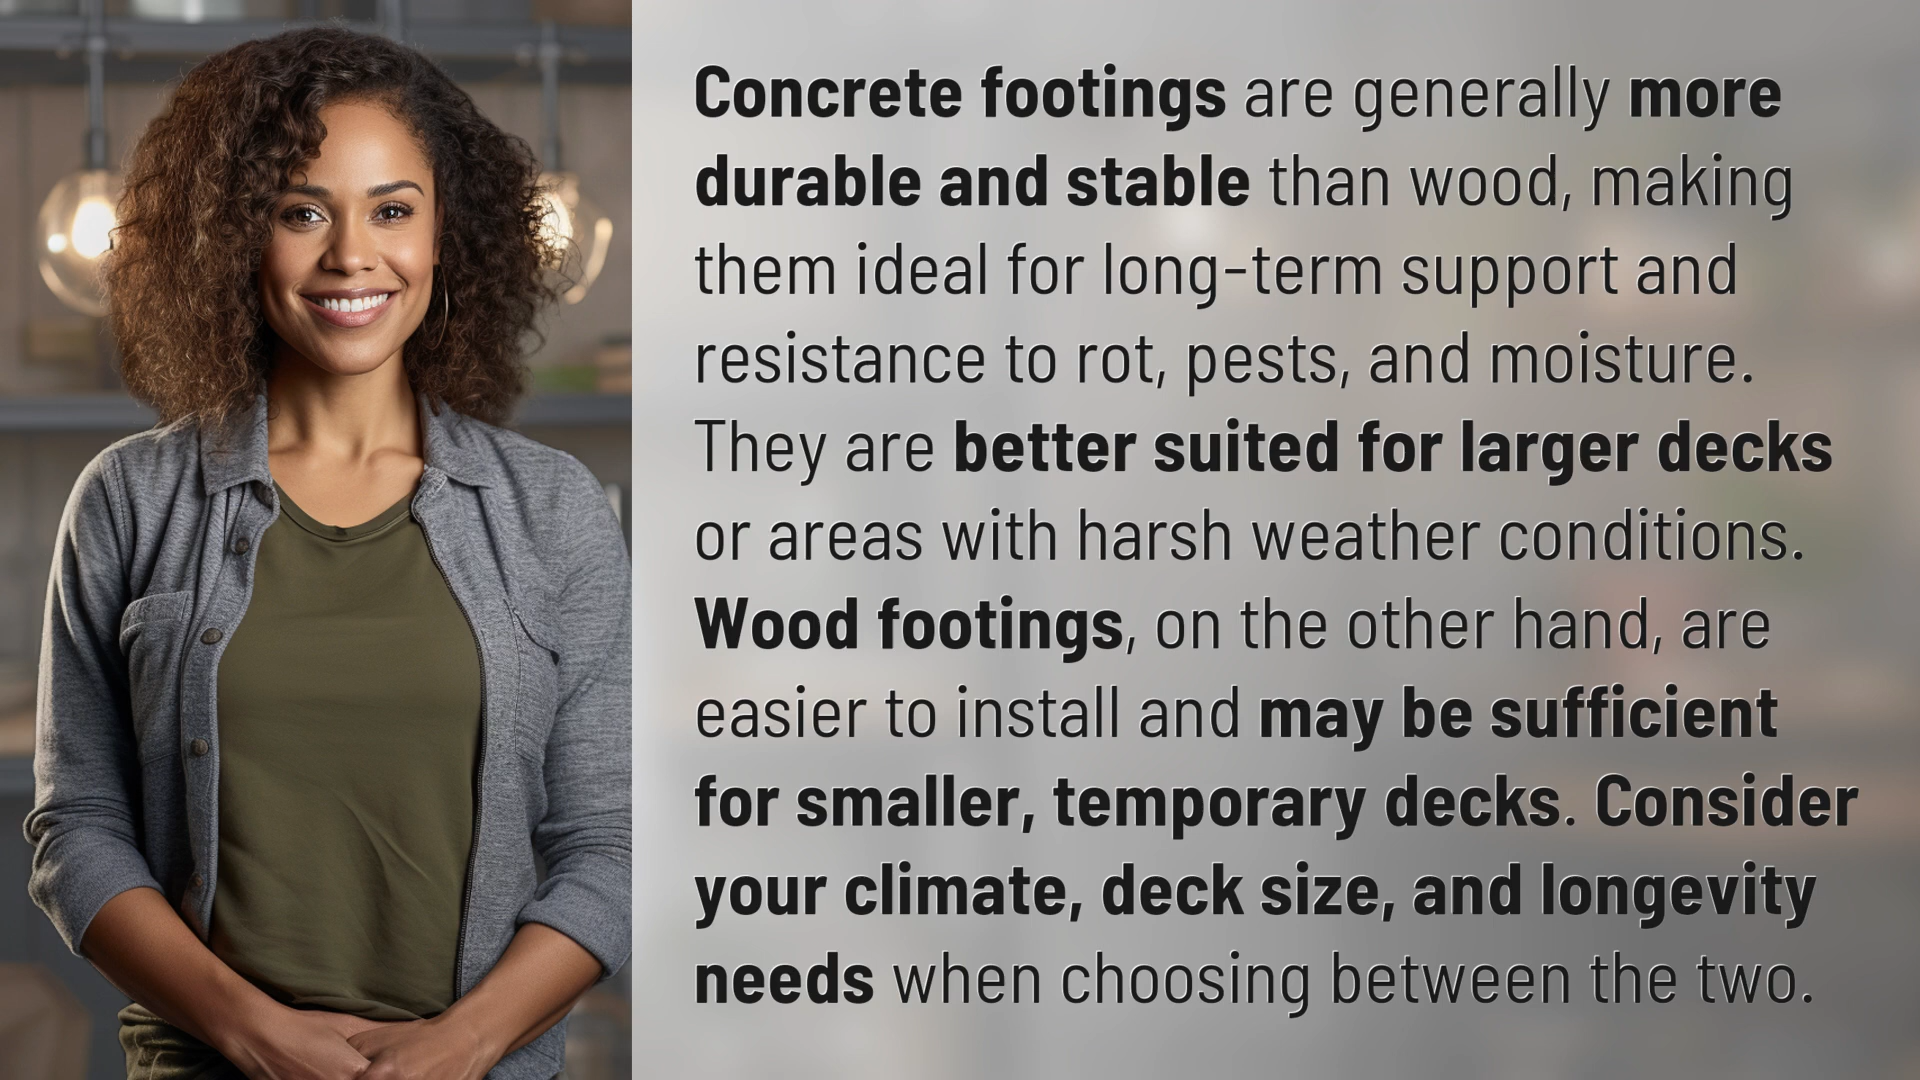 Concrete footings are generally more
durable and stable than wood, making
them ideal for long-term support and
resistance to rot, pests, and moisture.
They are better suited for larger decks
or areas with harsh weather conditions.
Wood footings, on the other hand, are
easier to install and may be sufficient
for smaller, temporary decks. Consider
your climate, deck size, and longevity
needs when choosing between the two.